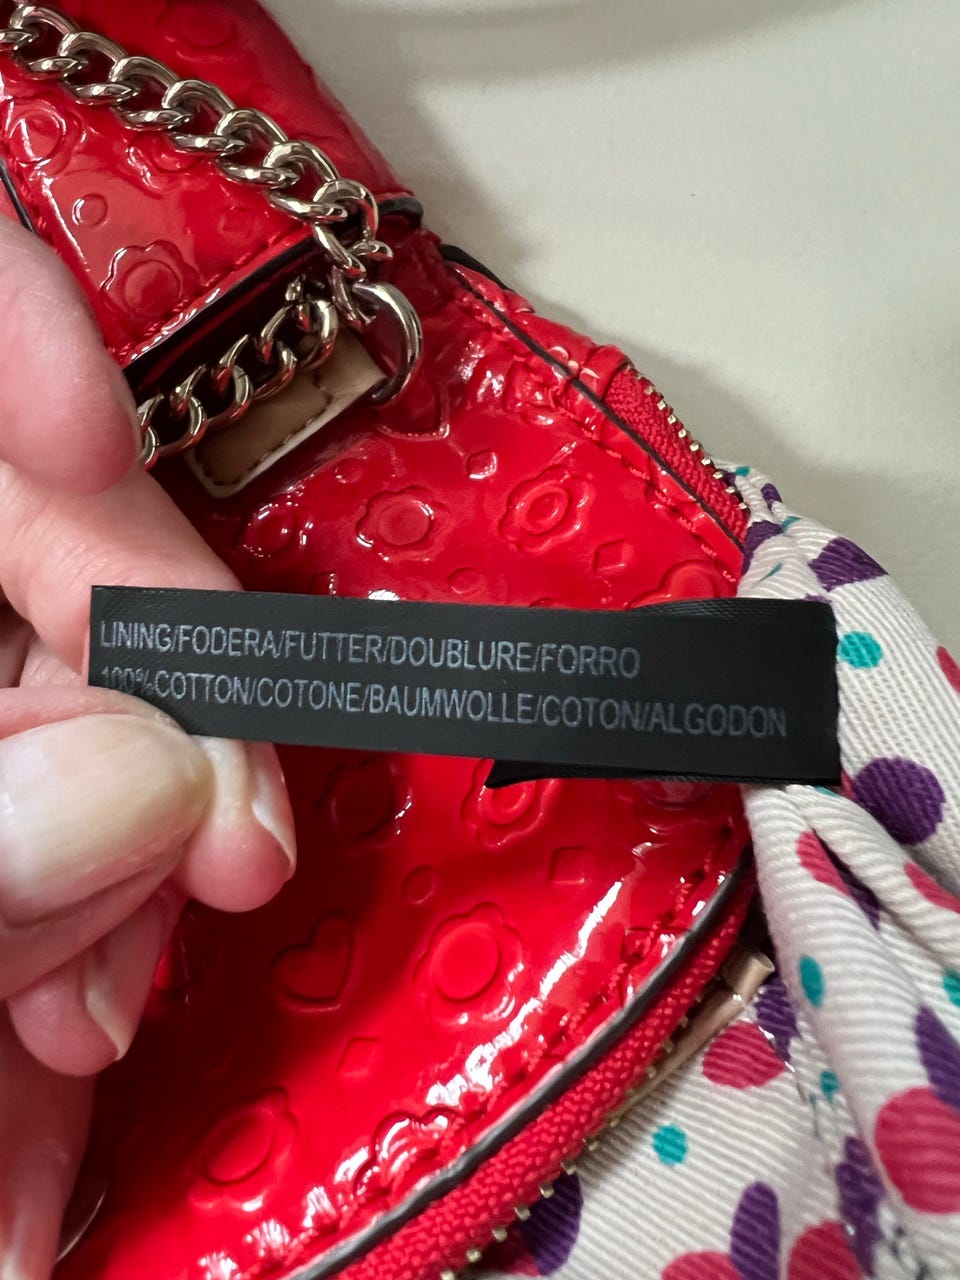 LINING/FODERA/FUTTER/DOUBLURE/FORRO
100%COTTON/COTONE/BAUMWOLLE/COTON/ALGODON